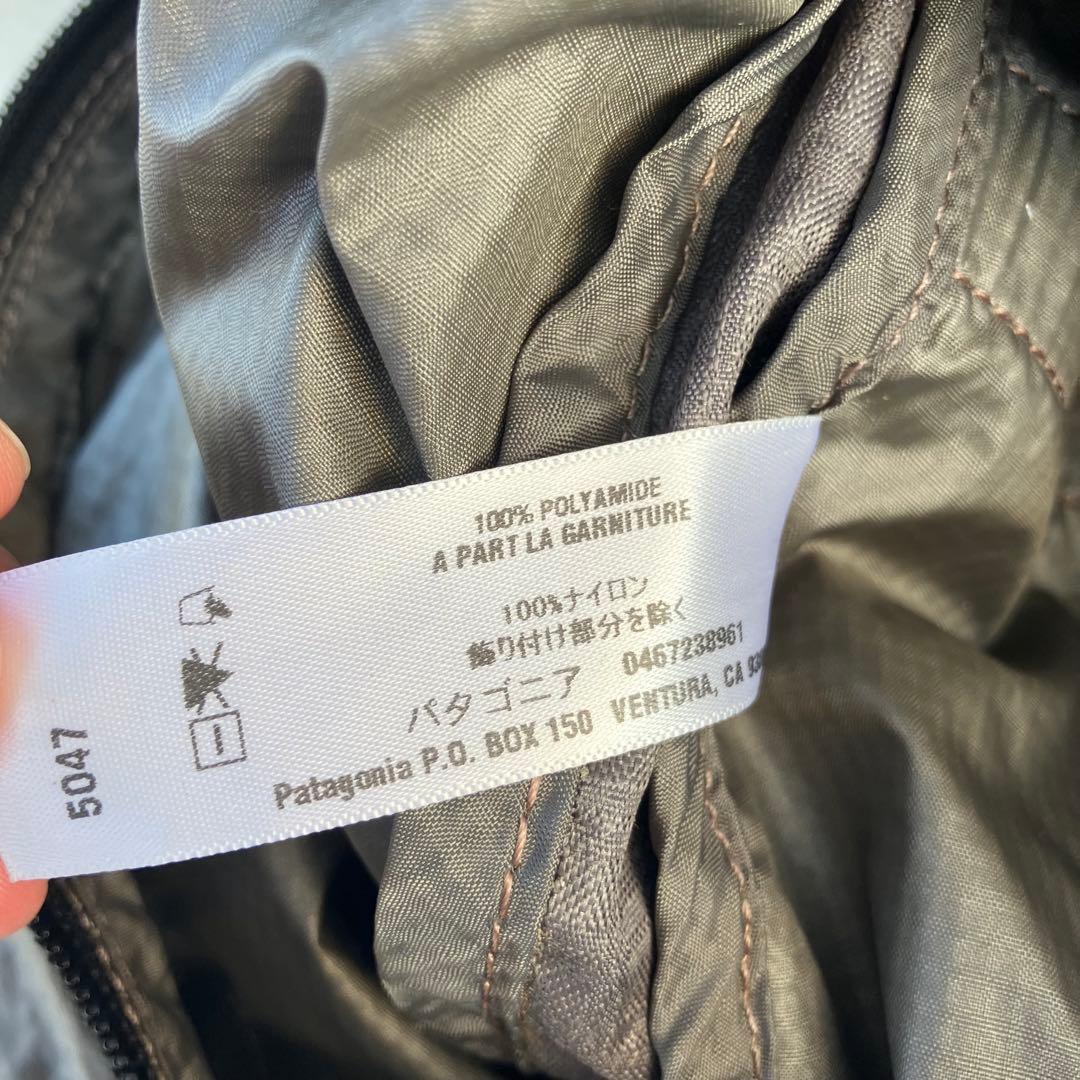 100% POLYAMIDE
A PART LA GARNITURE
100%ナイロン
飾り付け部分を除く
パタゴニア 0467238961
Patagonia P.O. BOX 150 VENTURA, CA
5047